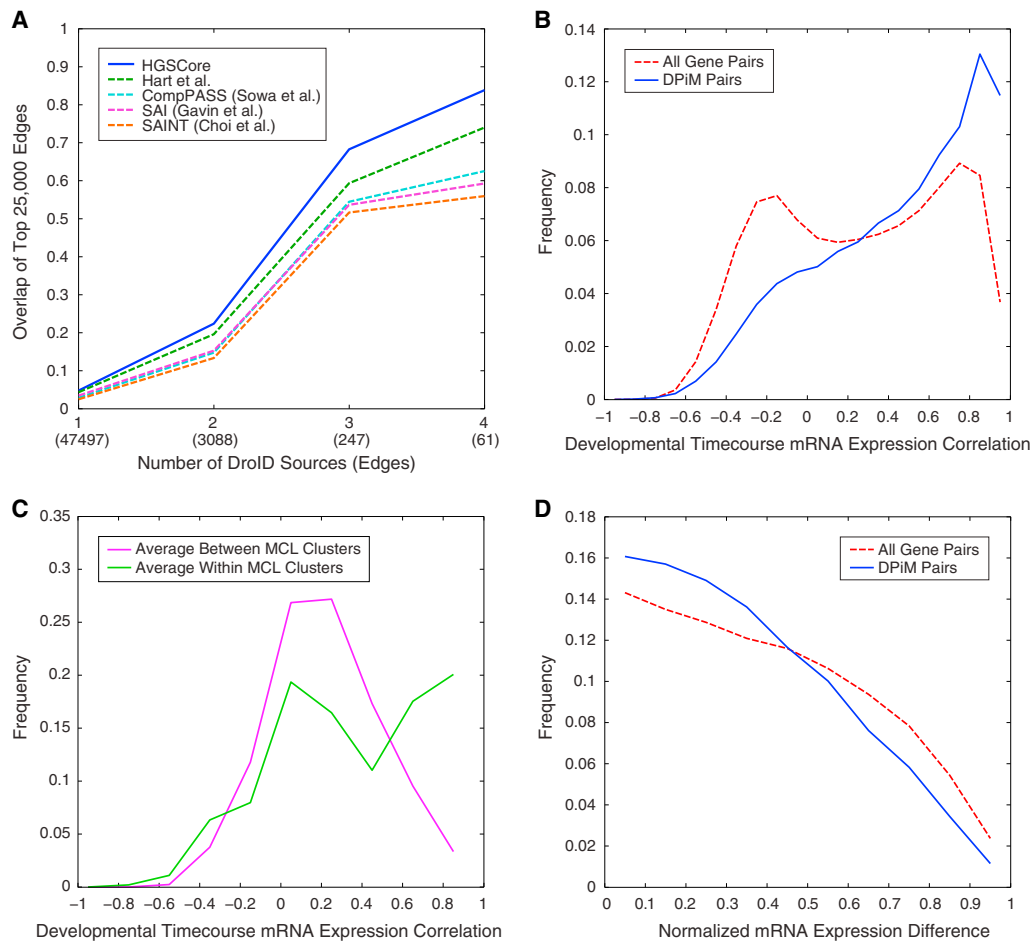 A
Overlap of Top 25,000 Edges
1
0.9
0.8
0.7
0.6
0.5
0.4
0.3
0.2
0.1
0
HGSCore
Hart et al.
CompPASS (Sowa et al.)
SAI (Gavin et al.)
SAINT (Choi et al.)
1 2 3 4
(47497) (3088) (247) (61)
Number of DroID Sources (Edges)
B
Frequency
0.14
0.12
0.1
0.08
0.06
0.04
0.02
0
All Gene Pairs
DPiM Pairs
−1 −0.8 −0.6 −0.4 −0.2 0 0.2 0.4 0.6 0.8 1
Developmental Timecourse mRNA Expression Correlation
C
Frequency
0.35
0.3
0.25
0.2
0.15
0.1
0.05
0
Average Between MCL Clusters
Average Within MCL Clusters
−1 −0.8 −0.6 −0.4 −0.2 0 0.2 0.4 0.6 0.8 1
Developmental Timecourse mRNA Expression Correlation
D
Frequency
0.18
0.16
0.14
0.12
0.1
0.08
0.06
0.04
0.02
0
All Gene Pairs
DPiM Pairs
0 0.1 0.2 0.3 0.4 0.5 0.6 0.7 0.8 0.9 1
Normalized mRNA Expression Difference